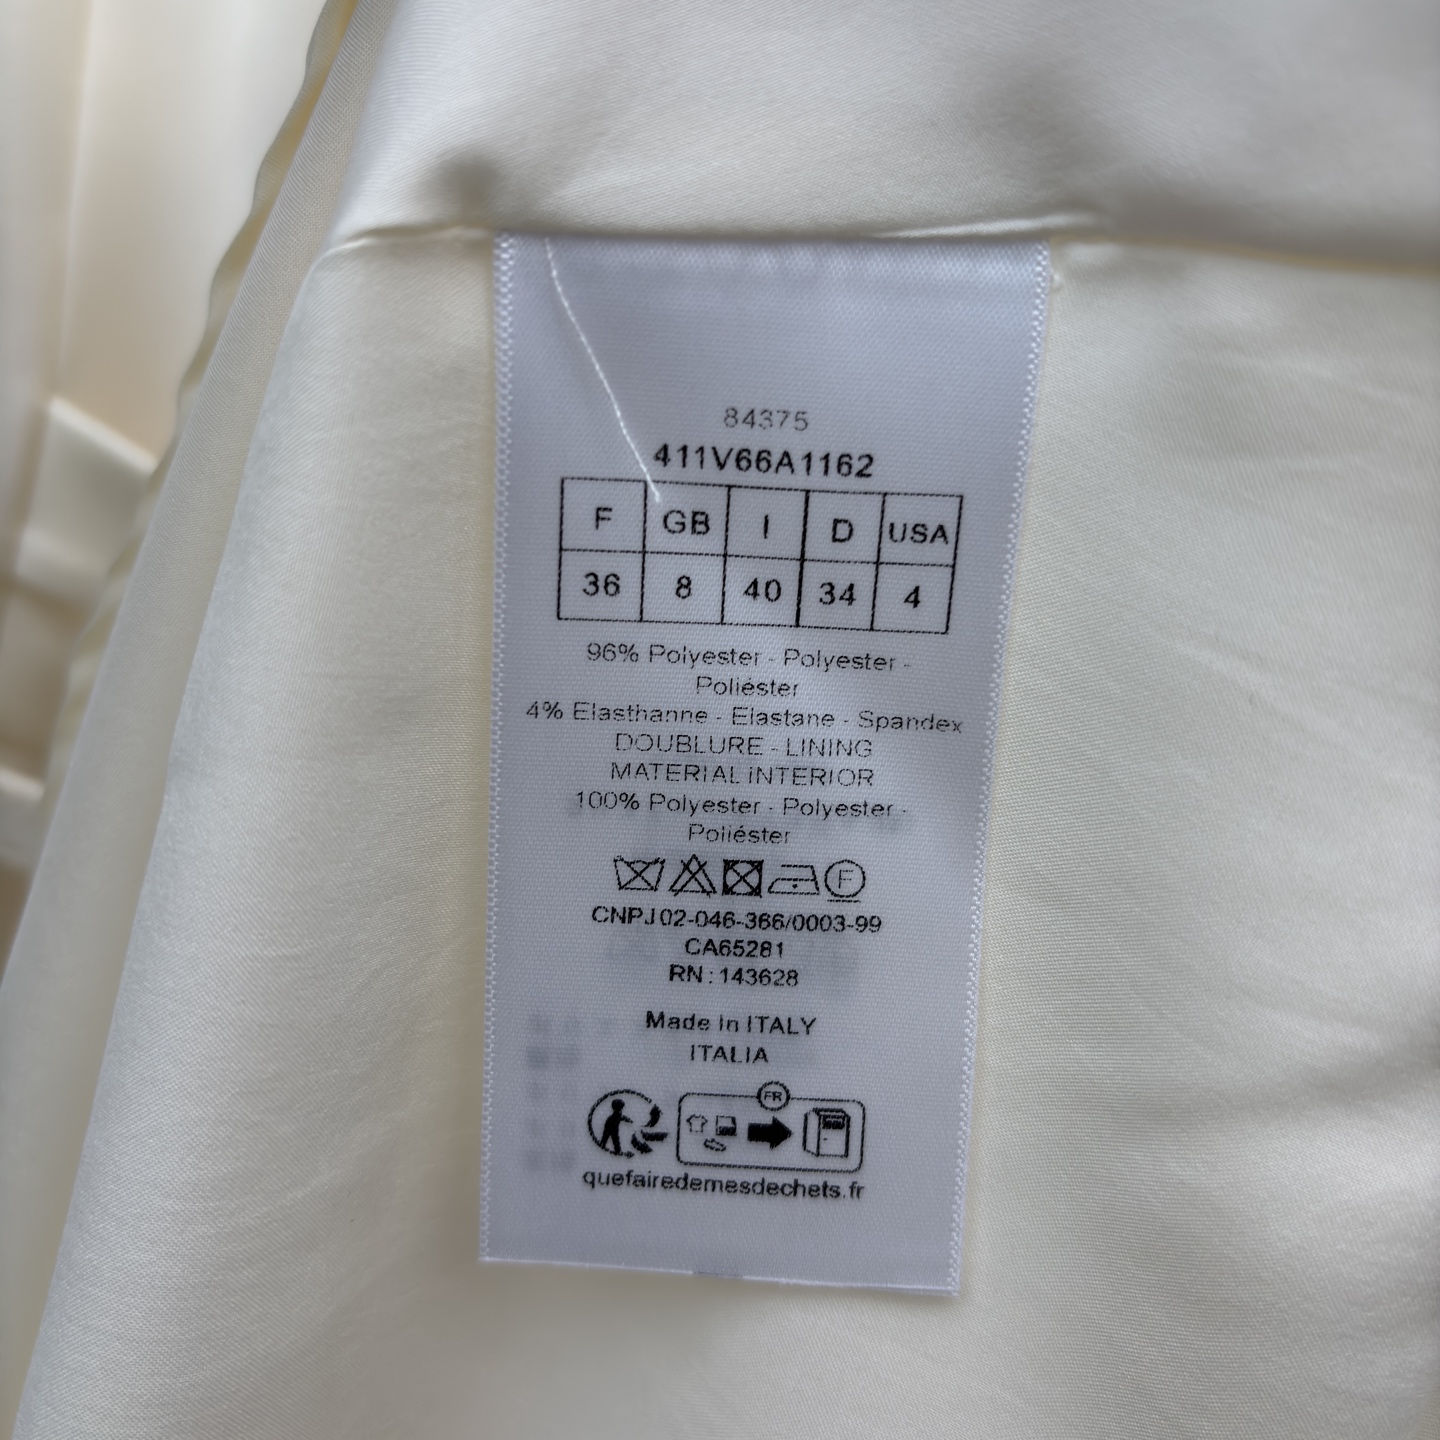 84375
411V66A1162
F GB I D USA
36 8 40 34 4
96% Polyester - Polyester -
Poliéster
4% Elasthanne - Elastane - Spandex
DOUBLURE - LINING
MATERIAL INTERIOR
100% Polyester - Polyester -
Poliéster
F
CNPJ 02-046-366/0003-99
CA65281
RN : 143628
Made in ITALY
ITALIA
FR
quefairedemesdechets.fr